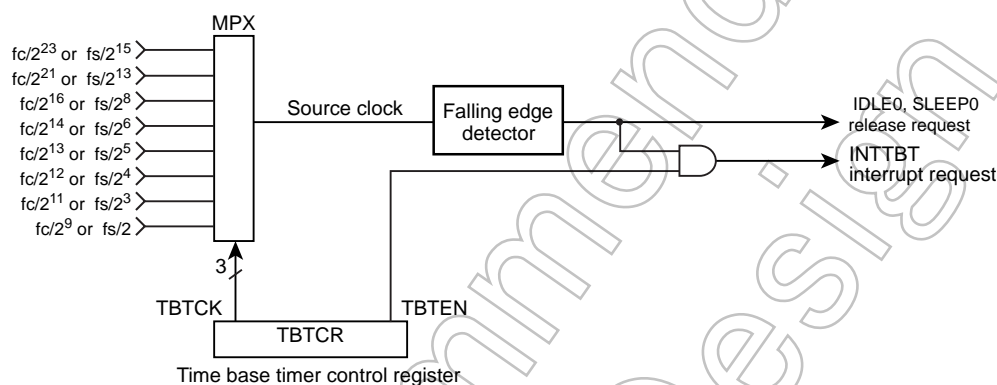 MPX
fc/2^23 or fs/2^15
fc/2^21 or fs/2^13
fc/2^16 or fs/2^8
fc/2^14 or fs/2^6
fc/2^13 or fs/2^5
fc/2^12 or fs/2^4
fc/2^11 or fs/2^3
fc/2^9 or fs/2
Source clock
Falling edge
detector
IDLE0, SLEEP0
release request
INTTBT
interrupt request
3
TBTCK
TBTEN
TBTCR
Time base timer control register